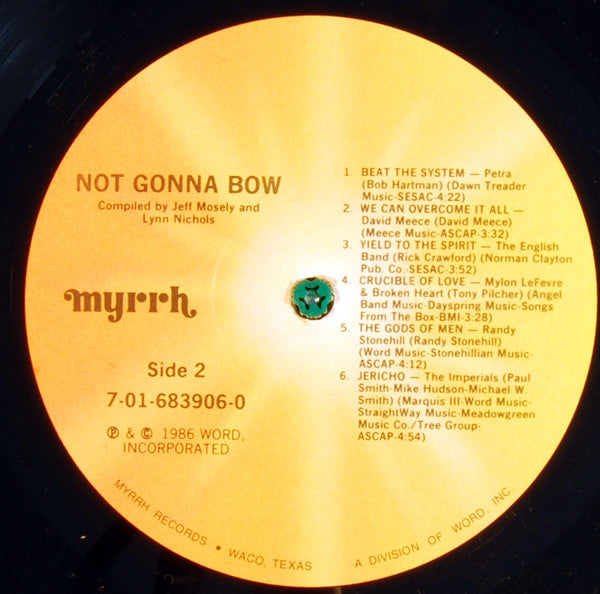 NOT GONNA BOW
Compiled by Jeff Mosely and
Lynn Nichols
myrrh
Side 2
7-01-683906-0
℗ & © 1986 WORD,
INCORPORATED
1. BEAT THE SYSTEM — Petra
(Bob Hartman) (Dawn Treader
Music-SESAC-4:22)
2. WE CAN OVERCOME IT ALL —
David Meece (David Meece)
(Meece Music-ASCAP-3:32)
3. YIELD TO THE SPIRIT — The English
Band (Rick Crawford) (Norman Clayton
Pub. Co.-SESAC-3:52)
4. CRUCIBLE OF LOVE — Mylon LeFevre
& Broken Heart (Tony Pilcher) (Angel
Band Music-Dayspring Music-Songs
From The Box-BMI-3:28)
5. THE GODS OF MEN — Randy
Stonehill (Randy Stonehill)
(Word Music-Stonehillian Music-
ASCAP-4:12)
6. JERICHO — The Imperials (Paul
Smith-Mike Hudson-Michael W.
Smith) (Marquis III-Word Music-
StraightWay Music-Meadowgreen
Music Co./Tree Group-
ASCAP-4:54)
MYRRH RECORDS • WACO, TEXAS A DIVISION OF WORD, INC.